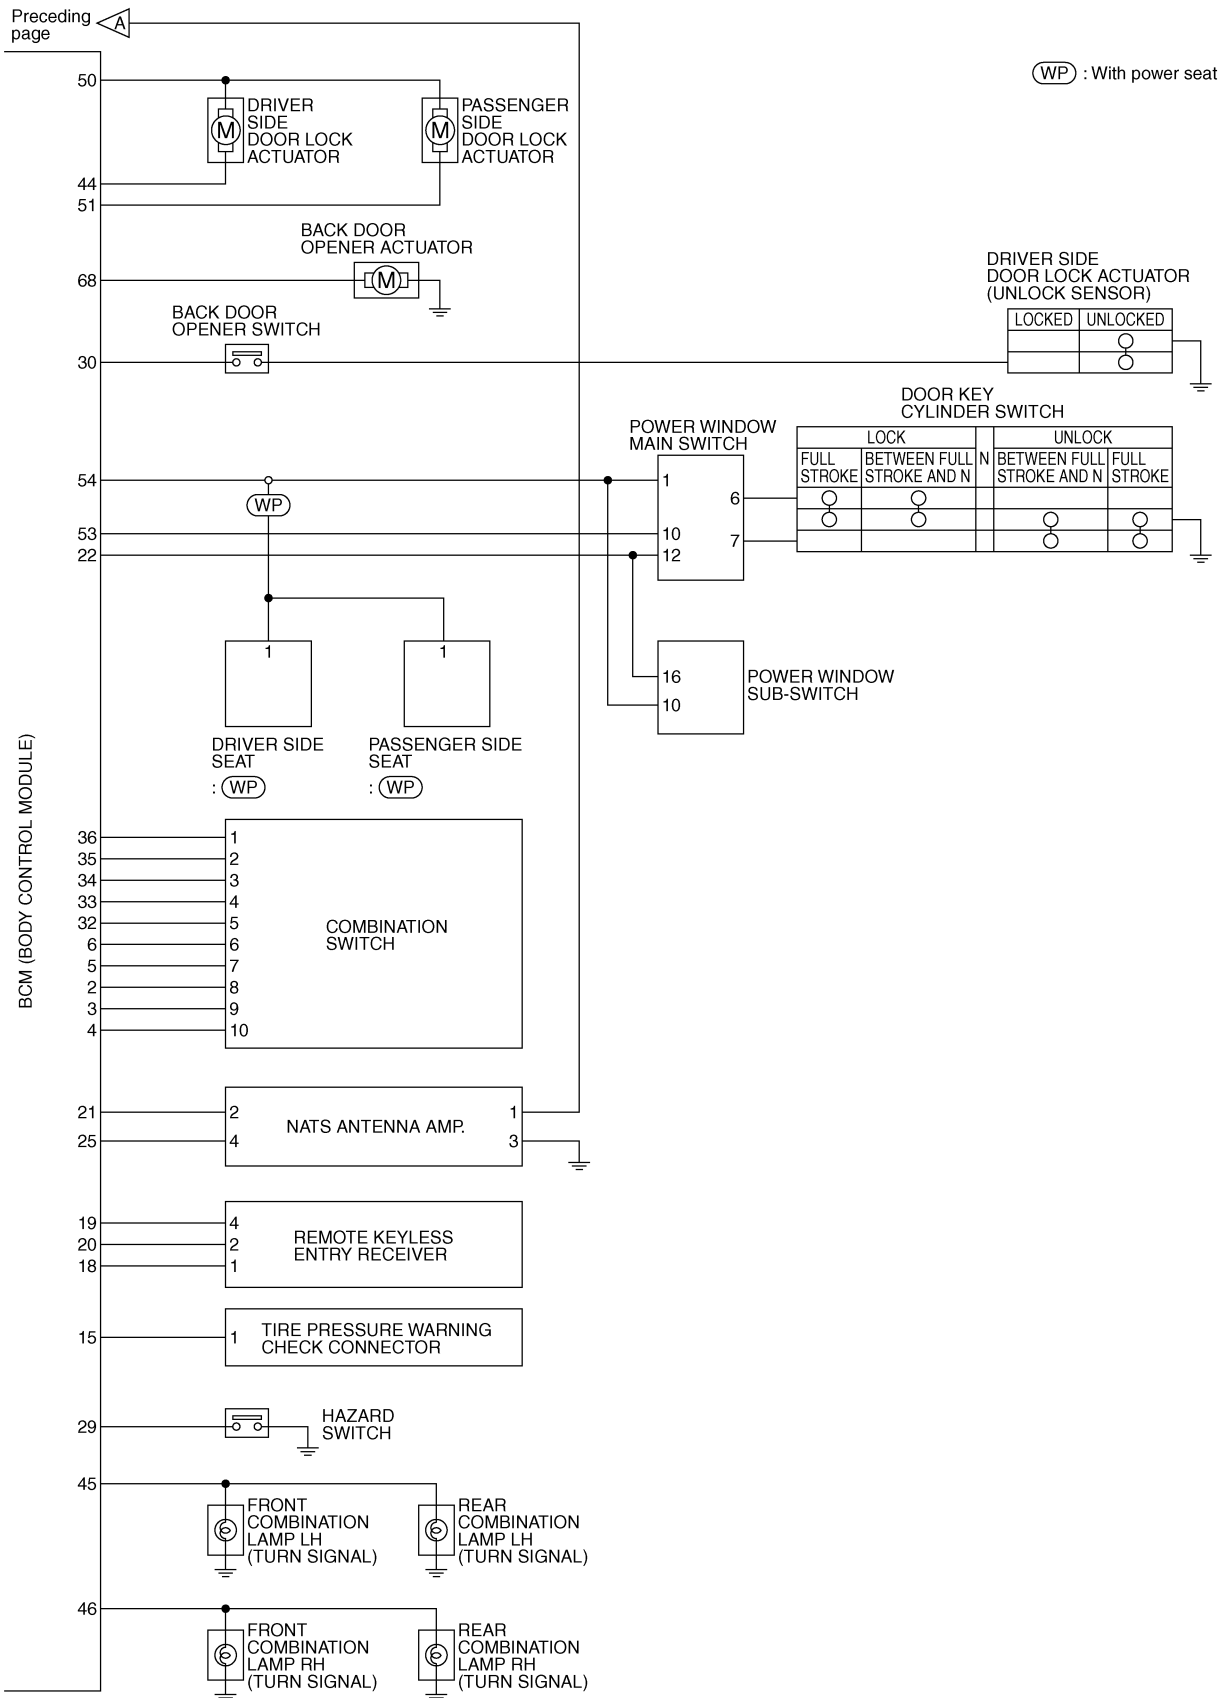 Preceding
page
A
WP : With power seat
50
DRIVER
SIDE
DOOR LOCK
ACTUATOR
M
PASSENGER
SIDE
DOOR LOCK
ACTUATOR
M
44
51
BACK DOOR
OPENER ACTUATOR
68
M
BACK DOOR
OPENER SWITCH
30
DRIVER SIDE
DOOR LOCK ACTUATOR
(UNLOCK SENSOR)
LOCKED UNLOCKED
DOOR KEY
CYLINDER SWITCH
LOCK N UNLOCK
FULL
STROKE
BETWEEN FULL
STROKE AND N
BETWEEN FULL
STROKE AND N
FULL
STROKE
POWER WINDOW
MAIN SWITCH
54
1
6
WP
53
10
7
22
12
1
1
16
10
POWER WINDOW
SUB-SWITCH
DRIVER SIDE
SEAT
: WP
PASSENGER SIDE
SEAT
: WP
BCM (BODY CONTROL MODULE)
36 1
35 2
34 3
33 4
32 5
6 6
5 7
2 8
3 9
4 10
COMBINATION
SWITCH
21 2
25 4
NATS ANTENNA AMP.
1
3
19 4
20 2
18 1
REMOTE KEYLESS
ENTRY RECEIVER
15 1
TIRE PRESSURE WARNING
CHECK CONNECTOR
29
HAZARD
SWITCH
45
FRONT
COMBINATION
LAMP LH
(TURN SIGNAL)
REAR
COMBINATION
LAMP LH
(TURN SIGNAL)
46
FRONT
COMBINATION
LAMP RH
(TURN SIGNAL)
REAR
COMBINATION
LAMP RH
(TURN SIGNAL)